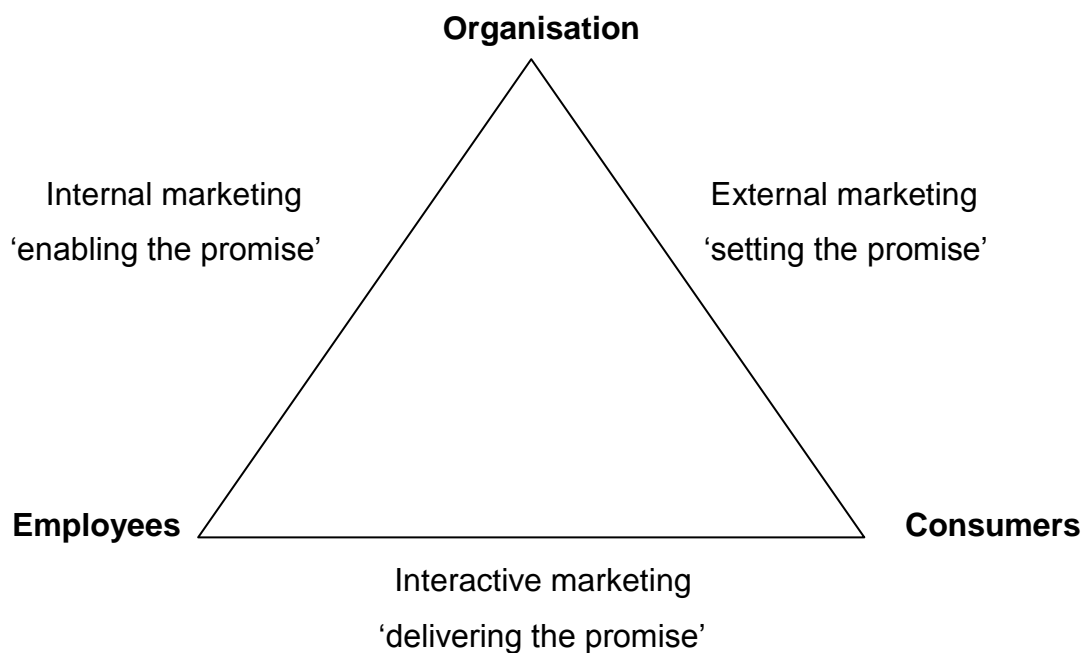 Organisation
Internal marketing
‘enabling the promise’
External marketing
‘setting the promise’
Employees
Consumers
Interactive marketing
‘delivering the promise’